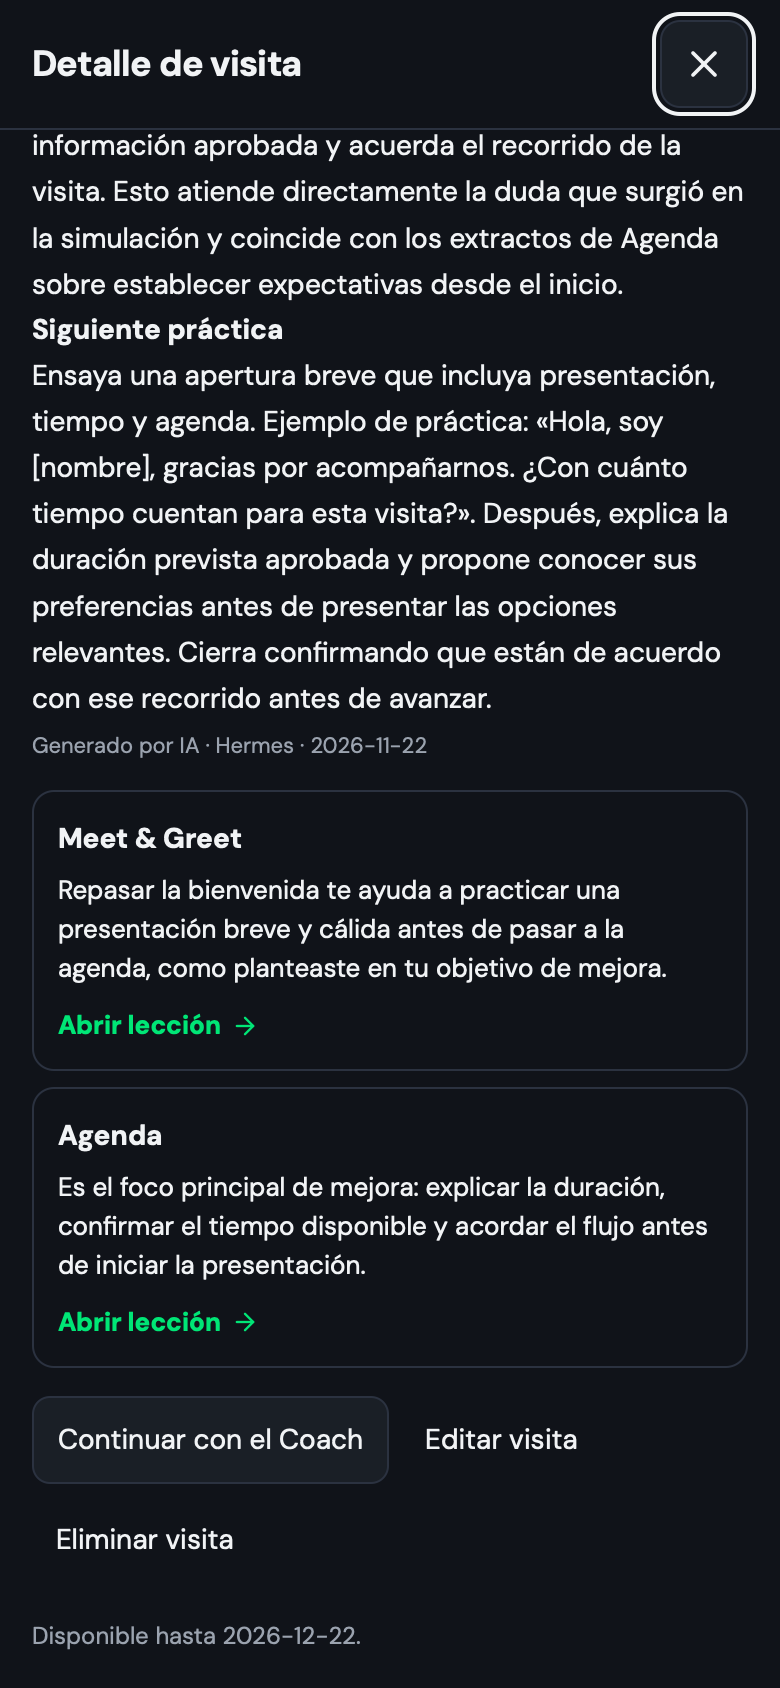 Detalle de visita
información aprobada y acuerda el recorrido de la
visita. Esto atiende directamente la duda que surgió en
la simulación y coincide con los extractos de Agenda
sobre establecer expectativas desde el inicio.
Siguiente práctica
Ensaya una apertura breve que incluya presentación,
tiempo y agenda. Ejemplo de práctica: «Hola, soy
[nombre], gracias por acompañarnos. ¿Con cuánto
tiempo cuentan para esta visita?». Después, explica la
duración prevista aprobada y propone conocer sus
preferencias antes de presentar las opciones
relevantes. Cierra confirmando que están de acuerdo
con ese recorrido antes de avanzar.
Generado por IA · Hermes · 2026-11-22
Meet & Greet
Repasar la bienvenida te ayuda a practicar una
presentación breve y cálida antes de pasar a la
agenda, como planteaste en tu objetivo de mejora.
Abrir lección →
Agenda
Es el foco principal de mejora: explicar la duración,
confirmar el tiempo disponible y acordar el flujo antes
de iniciar la presentación.
Abrir lección →
Continuar con el Coach
Editar visita
Eliminar visita
Disponible hasta 2026-12-22.